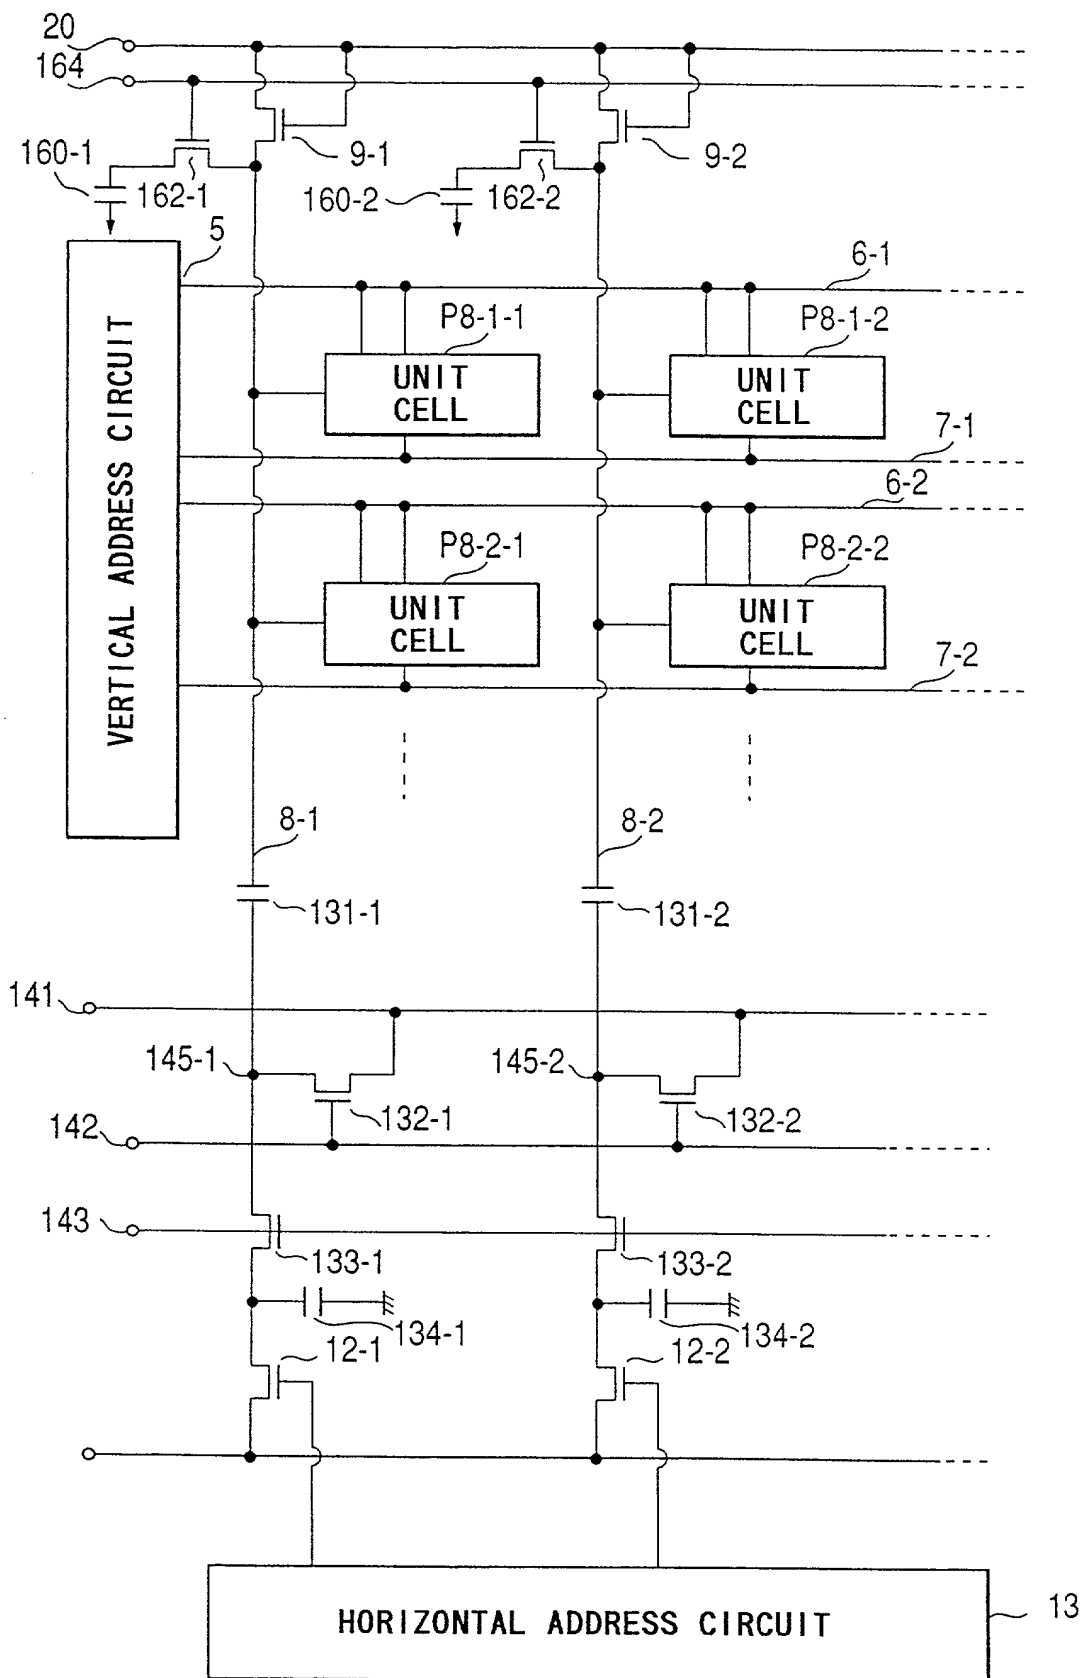 20
164
160-1
162-1
9-1
160-2
162-2
9-2
5
6-1
P8-1-1
P8-1-2
UNIT
CELL
UNIT
CELL
7-1
6-2
P8-2-1
P8-2-2
UNIT
CELL
UNIT
CELL
7-2
VERTICAL ADDRESS CIRCUIT
8-1
8-2
131-1
131-2
141
145-1
145-2
132-1
132-2
142
143
133-1
133-2
134-1
134-2
12-1
12-2
HORIZONTAL ADDRESS CIRCUIT
13